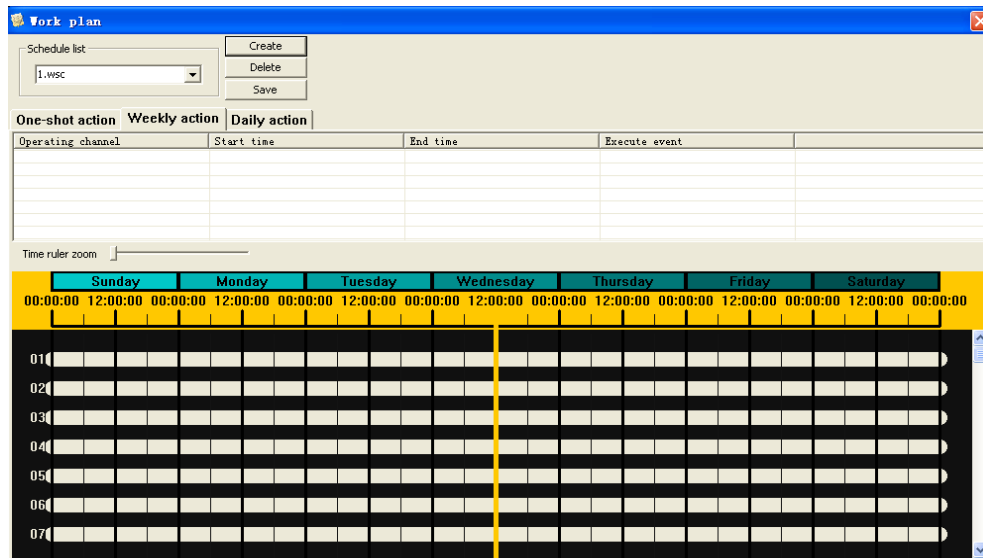 Work plan
Schedule list
Create
1.wsc
Delete
Save
One-shot action Weekly action Daily action
Operating channel Start time End time Execute event
Time ruler zoom
Sunday Monday Tuesday Wednesday Thursday Friday Saturday
00:00:00 12:00:00 00:00:00 12:00:00 00:00:00 12:00:00 00:00:00 12:00:00 00:00:00 12:00:00 00:00:00 12:00:00 00:00:00 12:00:00 00:00:00
01
02
03
04
05
06
07